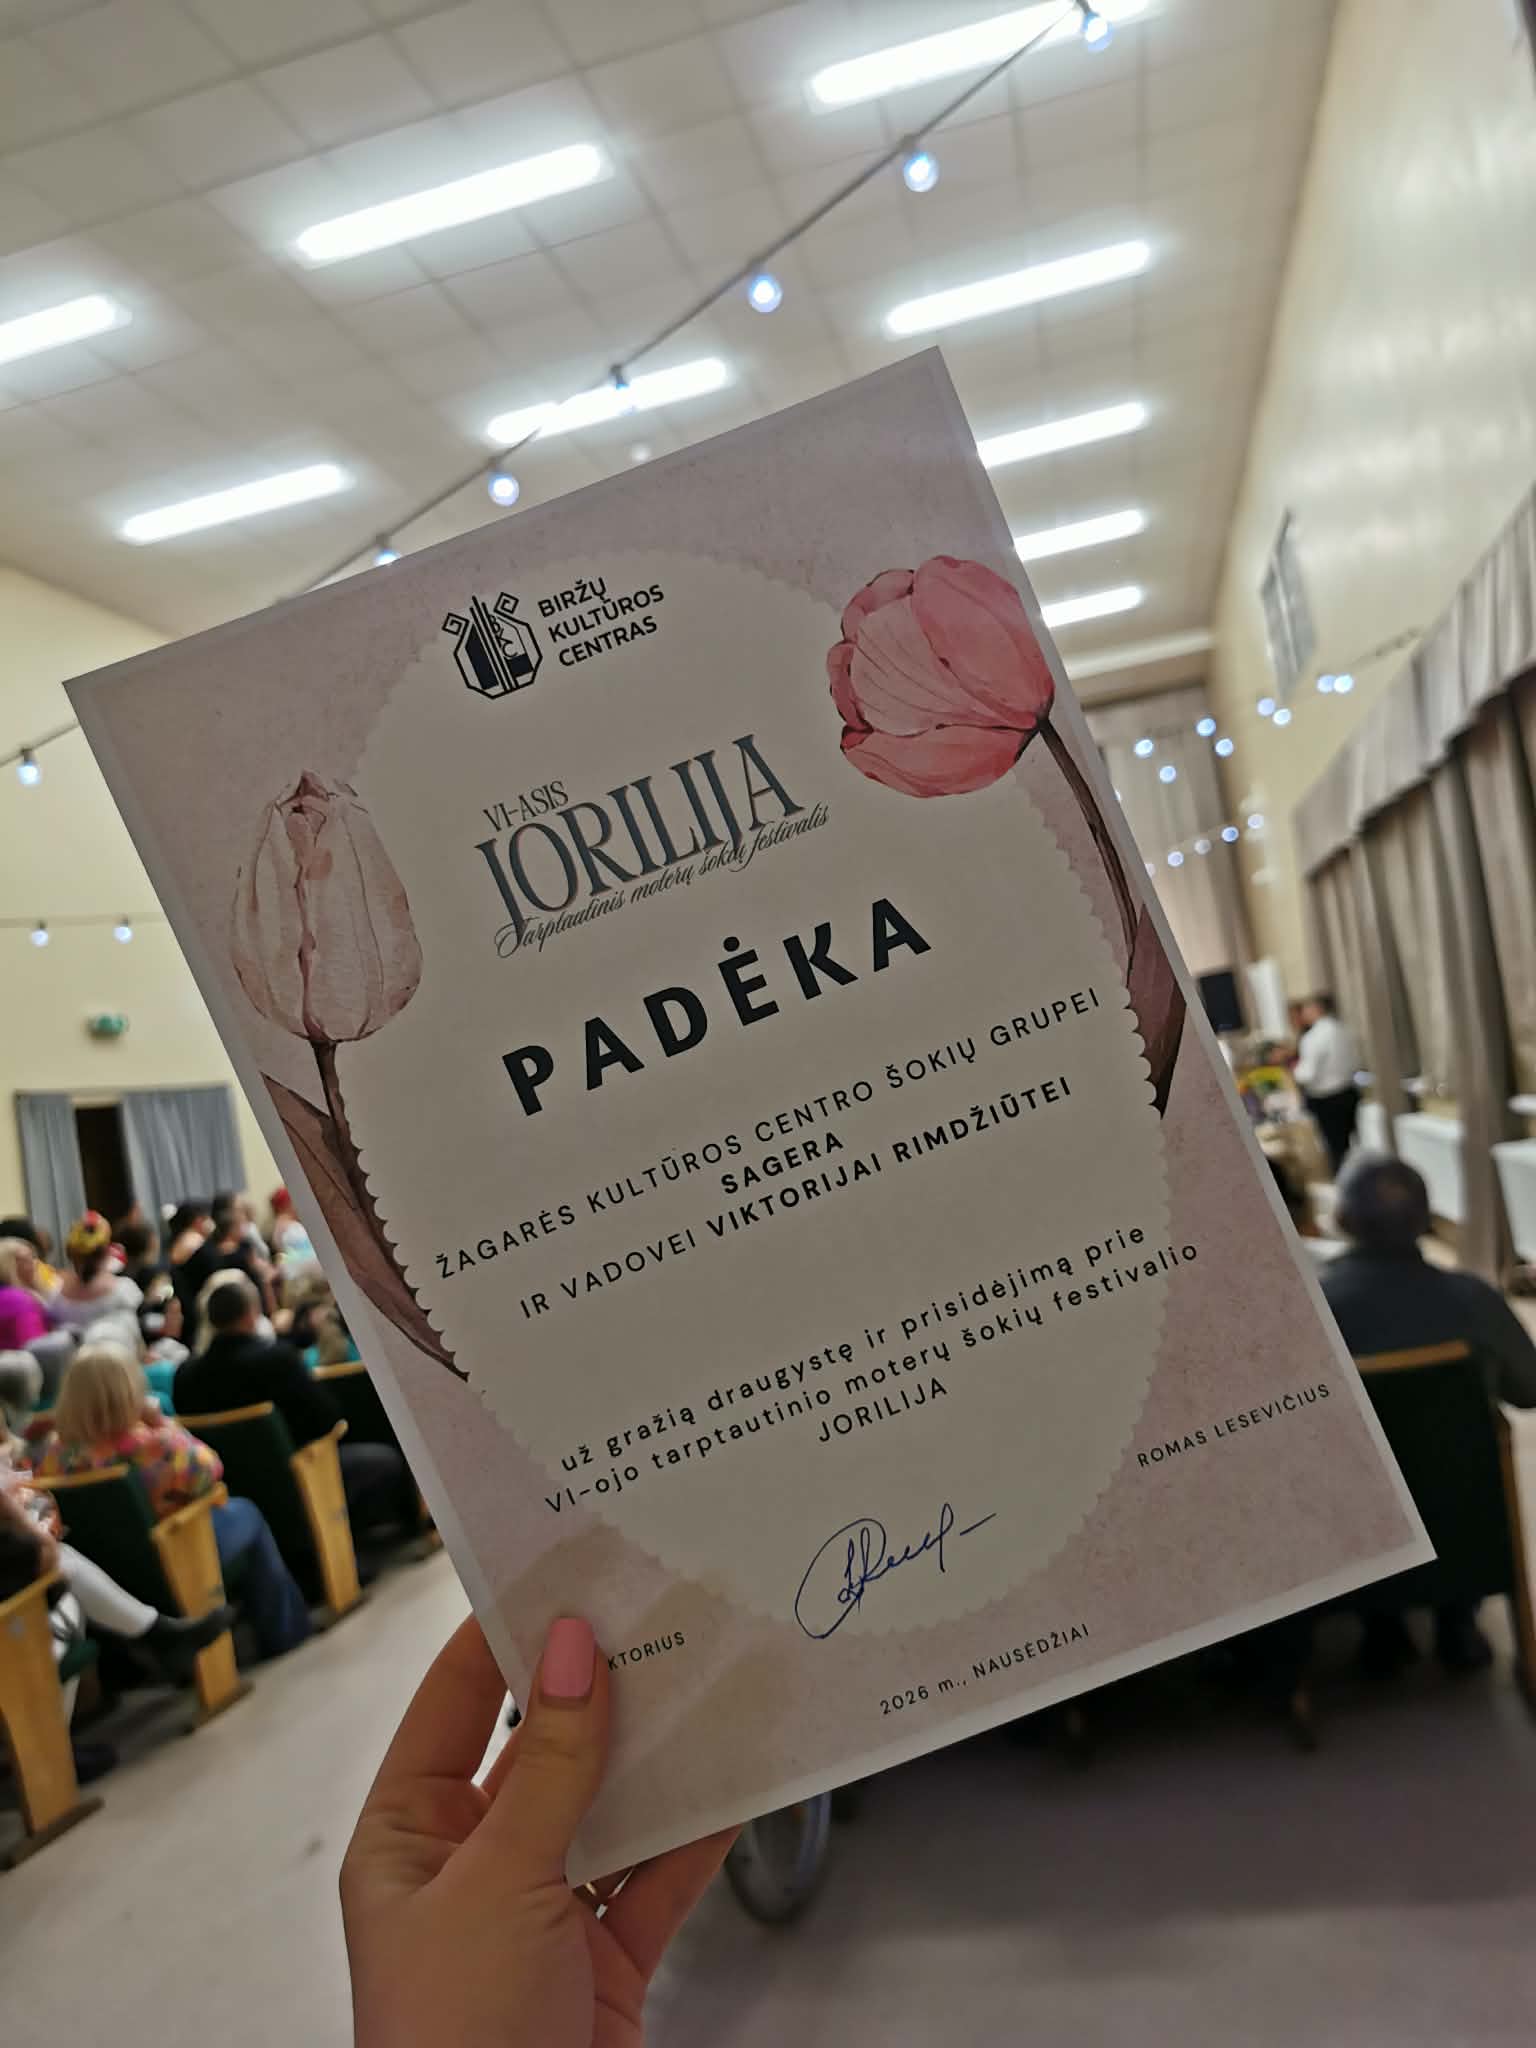 BIRŽŲ
KULTŪROS
CENTRAS
VI-ASIS
JORILIJA
Tarptautinis moterų šokių festivalis
PADĖKA
ŽAGARĖS KULTŪROS CENTRO ŠOKIŲ GRUPEI
SAGERA
IR VADOVEI VIKTORIJAI RIMDŽIŪTEI
už gražią draugystę ir prisidėjimą prie
VI-ojo tarptautinio moterų šokių festivalio
JORILIJA
KTORIUS
ROMAS LESEVIČIUS
2026 m., NAUSĖDŽIAI